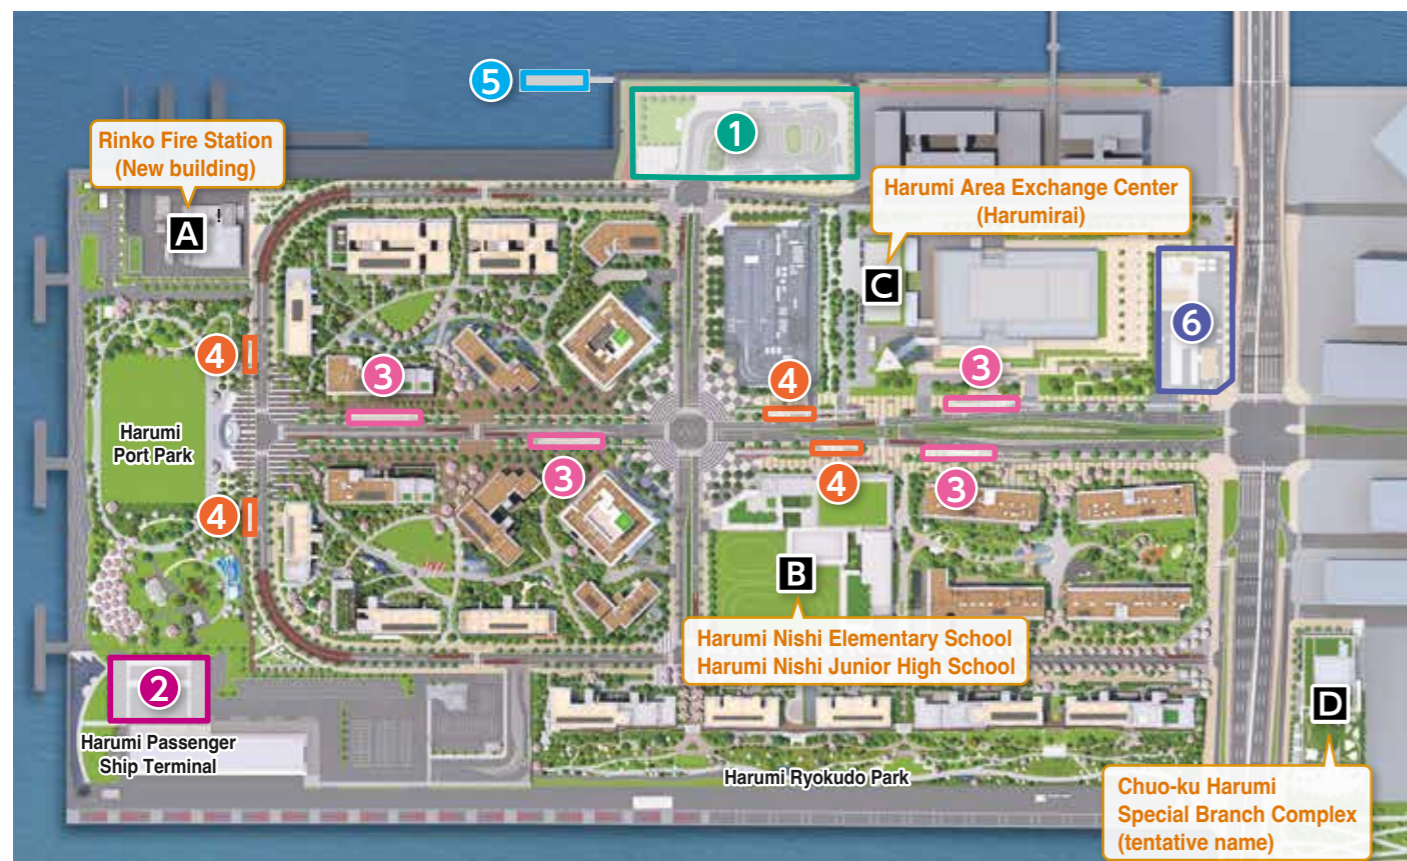 5
1
Rinko Fire Station
(New building)
A
Harumi Area Exchange Center
(Harumirai)
C
6
4
3
4
3
Harumi
Port Park
3
4
3
4
B
Harumi Nishi Elementary School
Harumi Nishi Junior High School
2
D
Harumi Passenger
Ship Terminal
Harumi Ryokudo Park
Chuo-ku Harumi
Special Branch Complex
(tentative name)